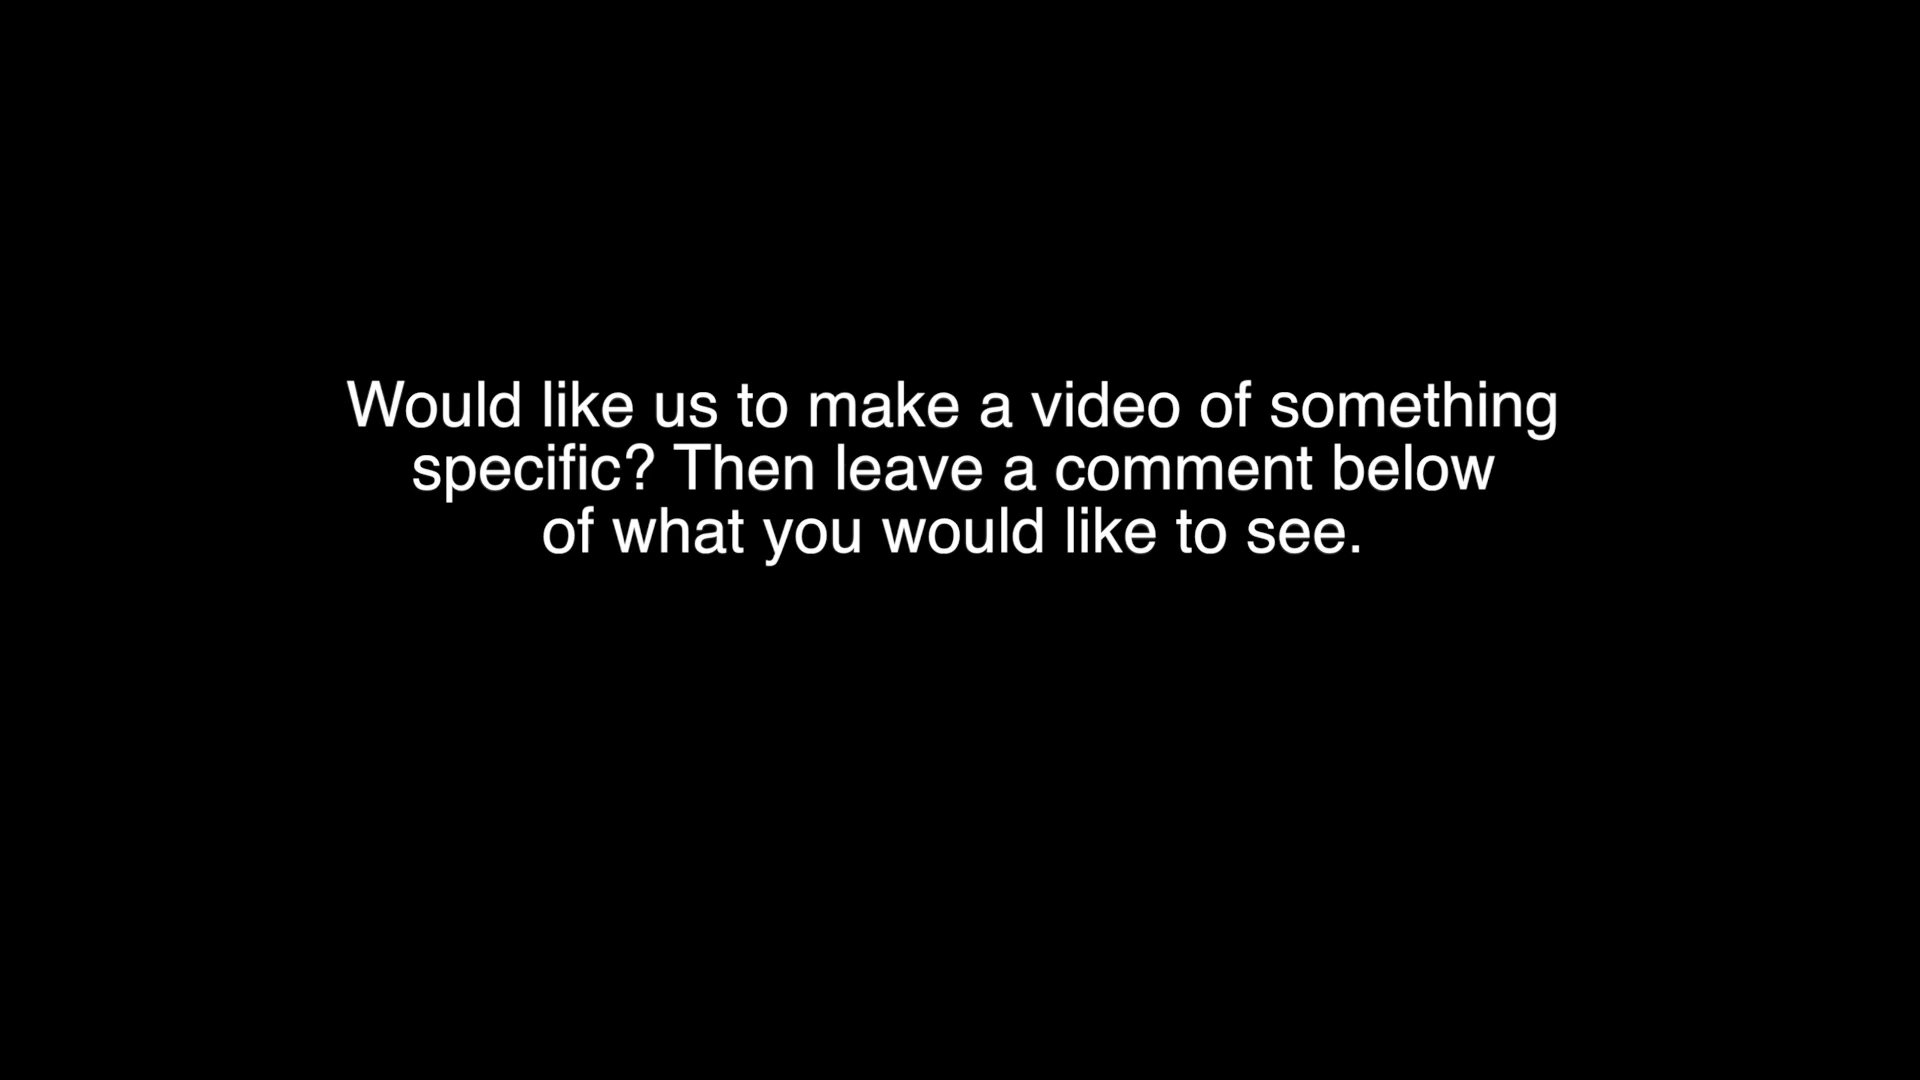 Would like us to make a video of something
specific? Then leave a comment below
of what you would like to see.